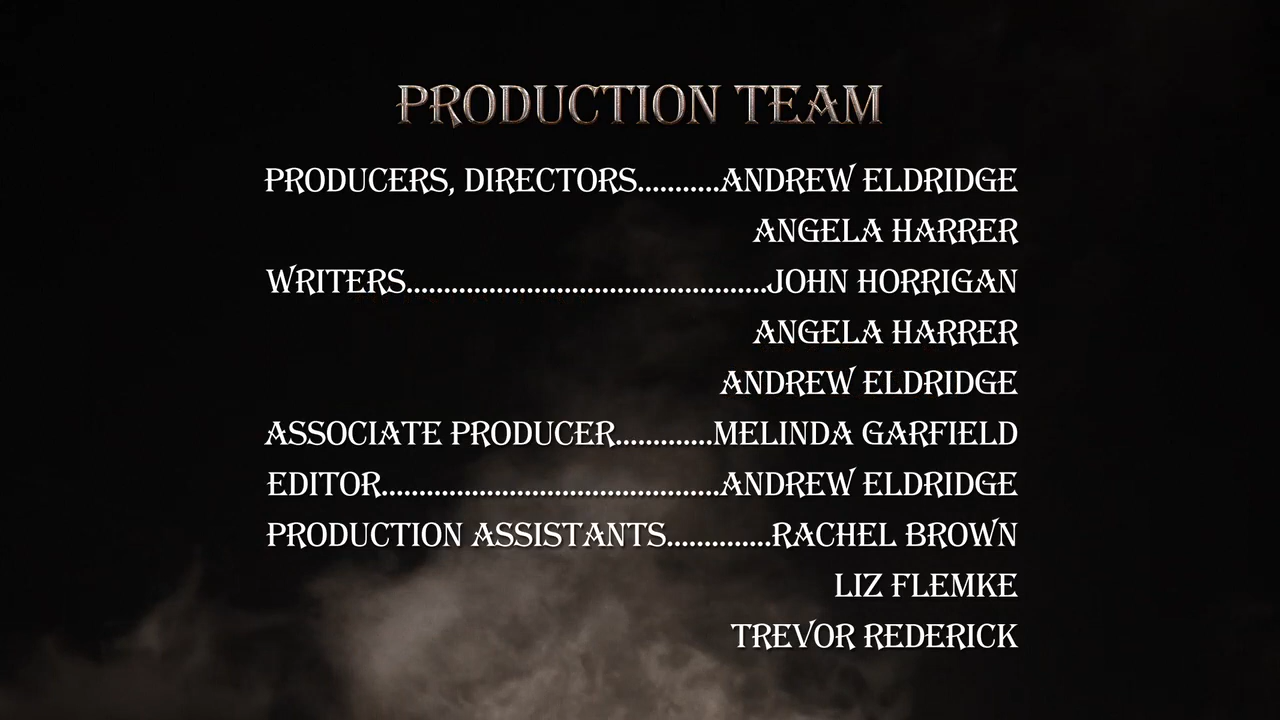 PRODUCTION TEAM
PRODUCERS, DIRECTORS...........ANDREW ELDRIDGE
ANGELA HARRER
WRITERS................................................JOHN HORRIGAN
ANGELA HARRER
ANDREW ELDRIDGE
ASSOCIATE PRODUCER.............MELINDA GARFIELD
EDITOR.............................................ANDREW ELDRIDGE
PRODUCTION ASSISTANTS..............RACHEL BROWN
LIZ FLEMKE
TREVOR REDERICK